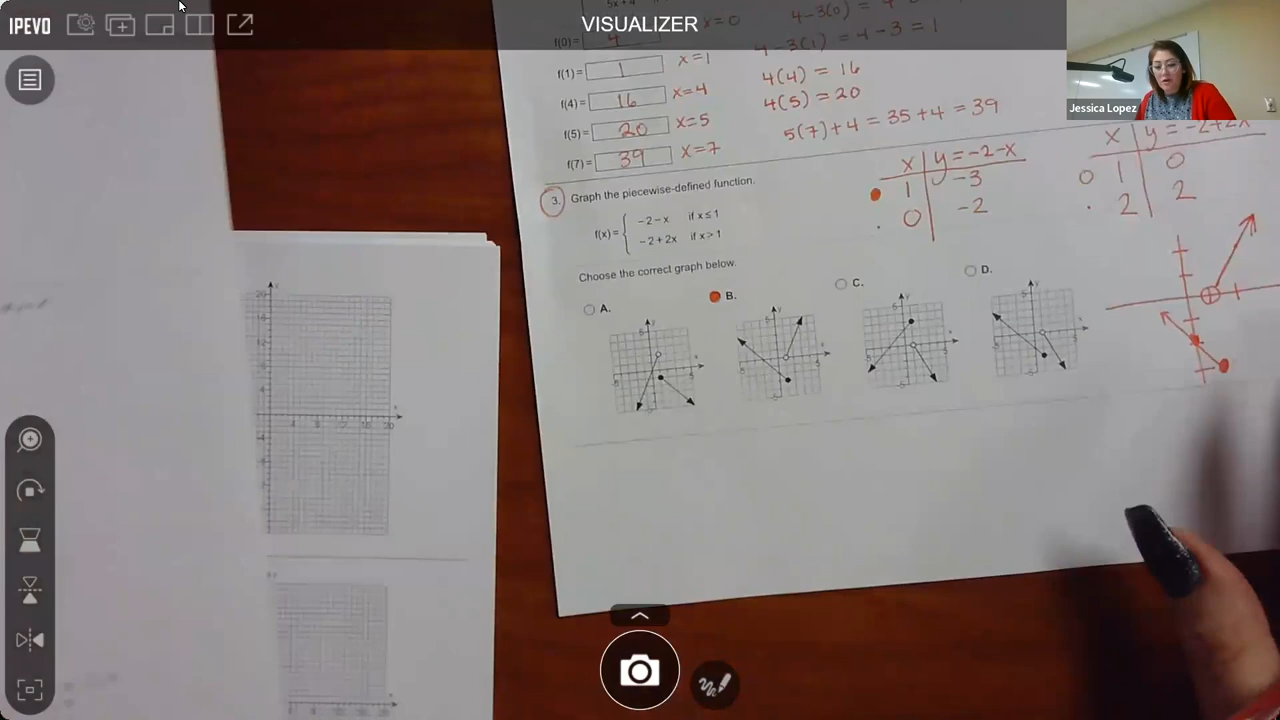 IPEVO
VISUALIZER
Jessica Lopez
f(0)= 4 x=0 4-3(0) = 4
f(1)= 1 x=1 4-3(1) = 4-3 = 1
f(4)= 16 x=4 4(4) = 16
f(5)= 20 x=5 4(5) = 20
f(7)= 39 x=7 5(7)+4 = 35+4 = 39
3. Graph the piecewise-defined function.
f(x)= { -2-x if x≤1
-2+2x if x>1
x y=-2-x
1 -3
0 -2
x y=-2+2x
1 0
2 2
Choose the correct graph below.
A. B. C. D.